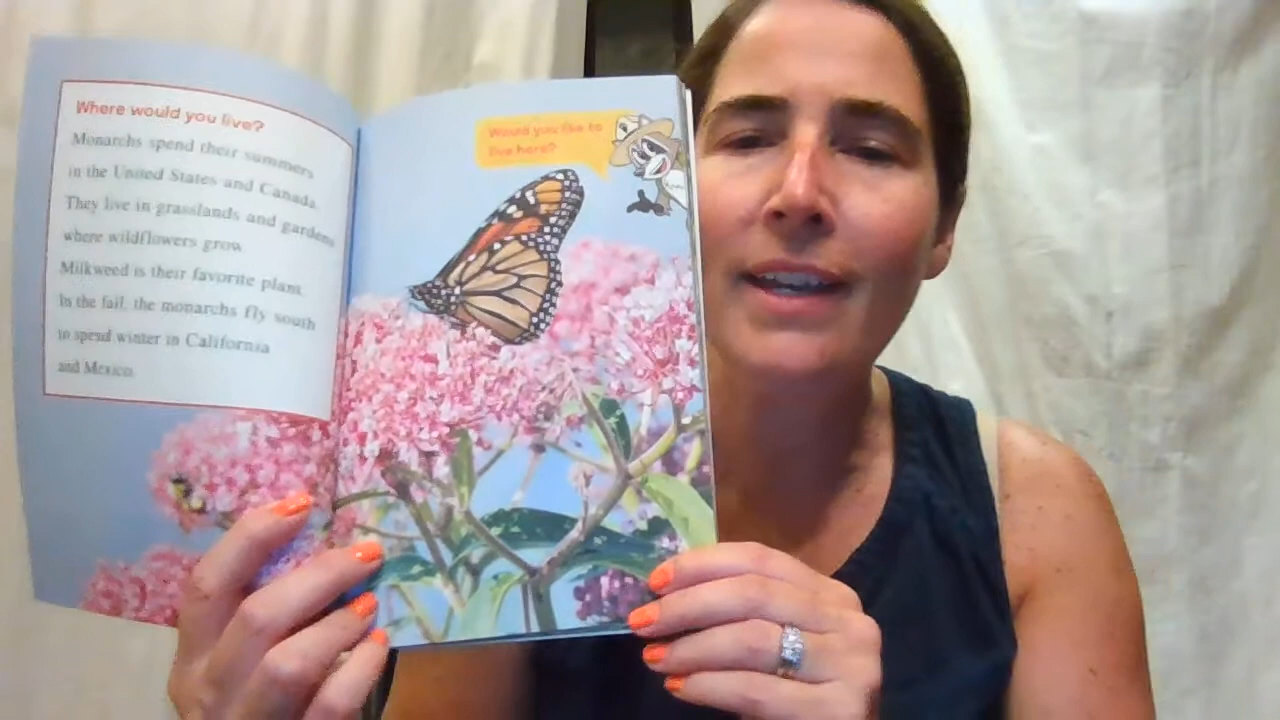 Where would you live?
Monarchs spend their summers
in the United States and Canada.
They live in grasslands and gardens
where wildflowers grow.
Milkweed is their favorite plant.
In the fall, the monarchs fly south
to spend winter in California
and Mexico.
Would you like to
live here?